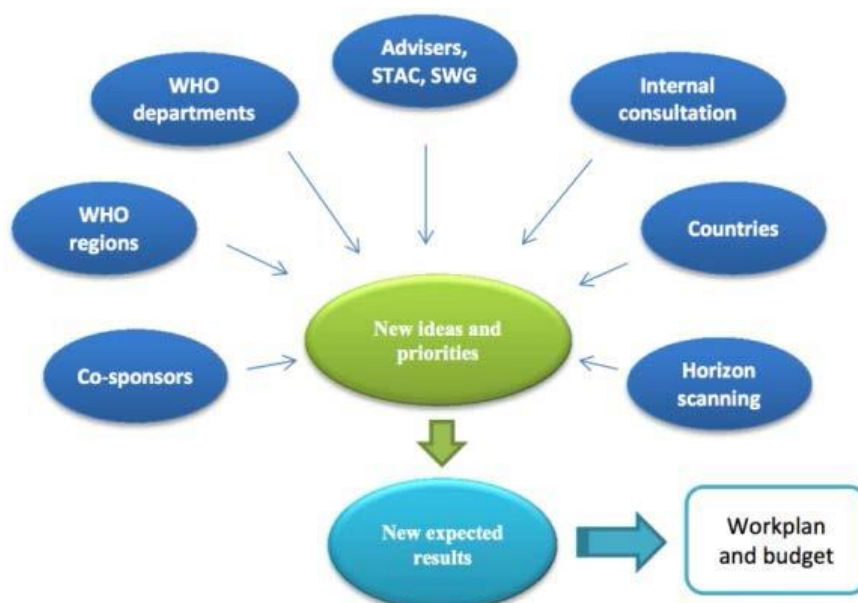 Advisers,
STAC, SWG
WHO
departments
Internal
consultation
WHO
regions
Countries
New ideas and
priorities
Co-sponsors
Horizon
scanning
New expected
results
Workplan
and budget